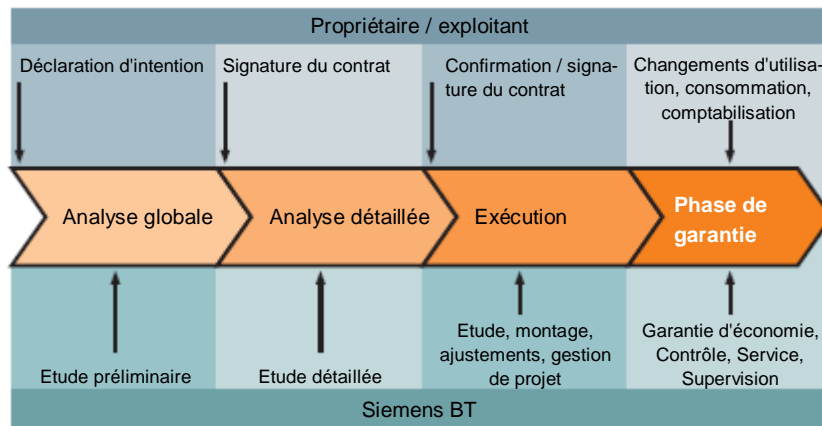 Propriétaire / exploitant
Déclaration d'intention
Signature du contrat
Confirmation / signa-
ture du contrat
Changements d'utilisa-
tion, consommation,
comptabilisation
Analyse globale
Analyse détaillée
Exécution
Phase de
garantie
Etude préliminaire
Etude détaillée
Etude, montage,
ajustements, gestion
de projet
Garantie d'économie,
Contrôle, Service,
Supervision
Siemens BT